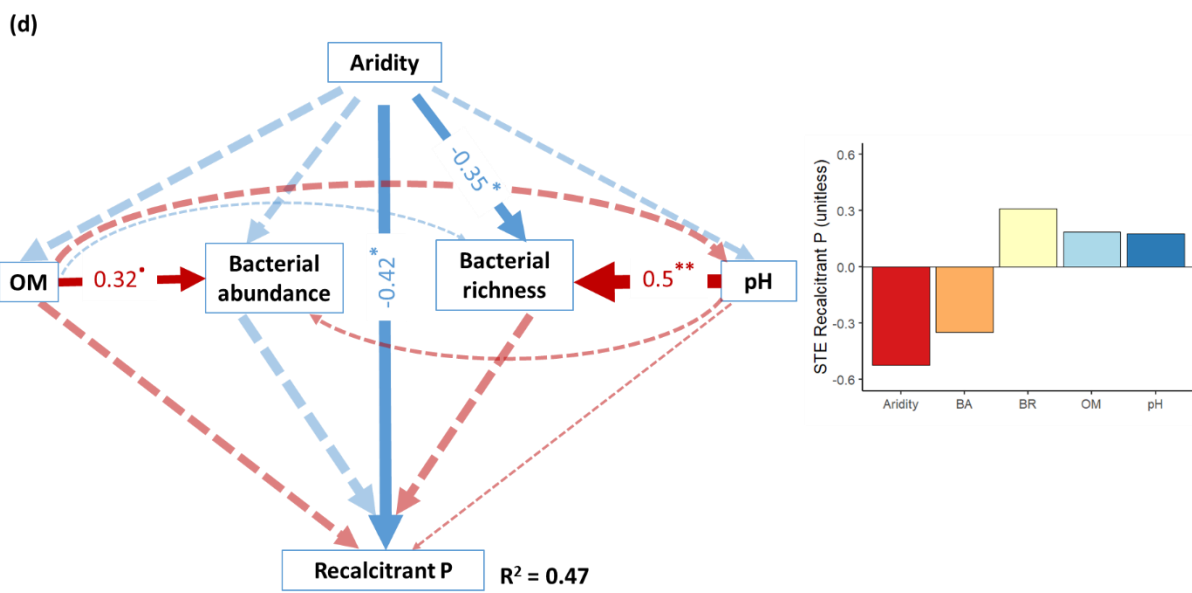 (d)
Aridity
-0.35 *
-0.42 *
OM
0.32 •
Bacterial
abundance
Bacterial
richness
0.5**
pH
Recalcitrant P
R² = 0.47
STE Recalcitrant P (unitless)
0.6
0.3
0.0
-0.3
-0.6
Aridity
BA
BR
OM
pH